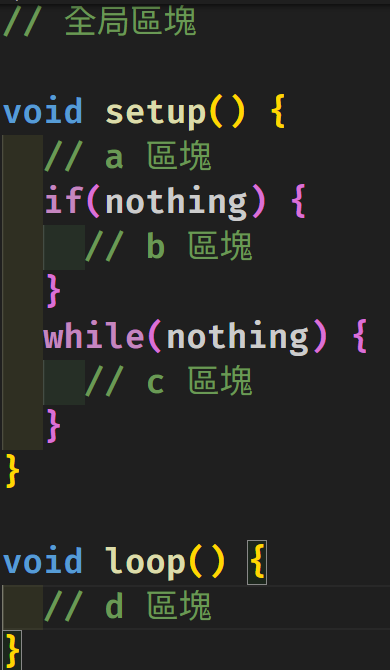 // 全局區塊
void setup() {
// a 區塊
if(nothing) {
// b 區塊
}
while(nothing) {
// c 區塊
}
}
void loop() {
// d 區塊
}